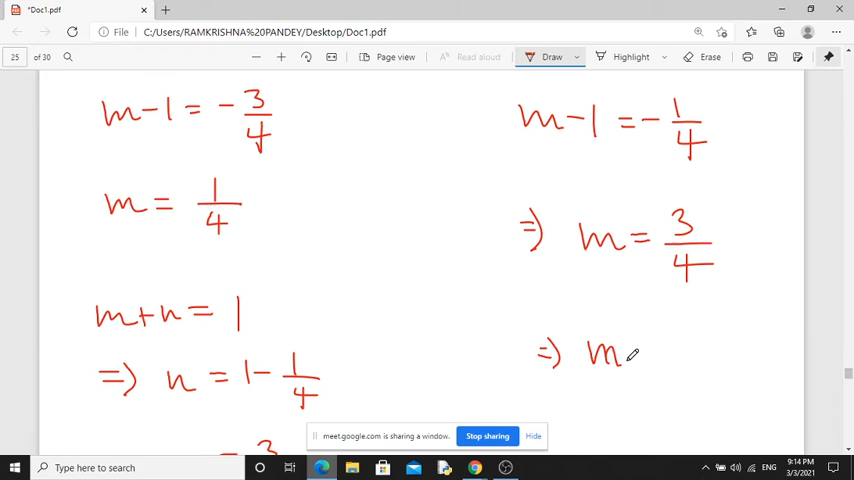 *Doc1.pdf
File C:/Users/RAMKRISHNA%20PANDEY/Desktop/Doc1.pdf
25 of 30 Page view Read aloud Draw Highlight Erase
m-1 = -3/4
m = 1/4
m+n = 1
=> n = 1 - 1/4
= 3
m-1 = -1/4
=> m = 3/4
=> m
meet.google.com is sharing a window. Stop sharing Hide
Type here to search
ENG
9:14 PM
3/3/2021